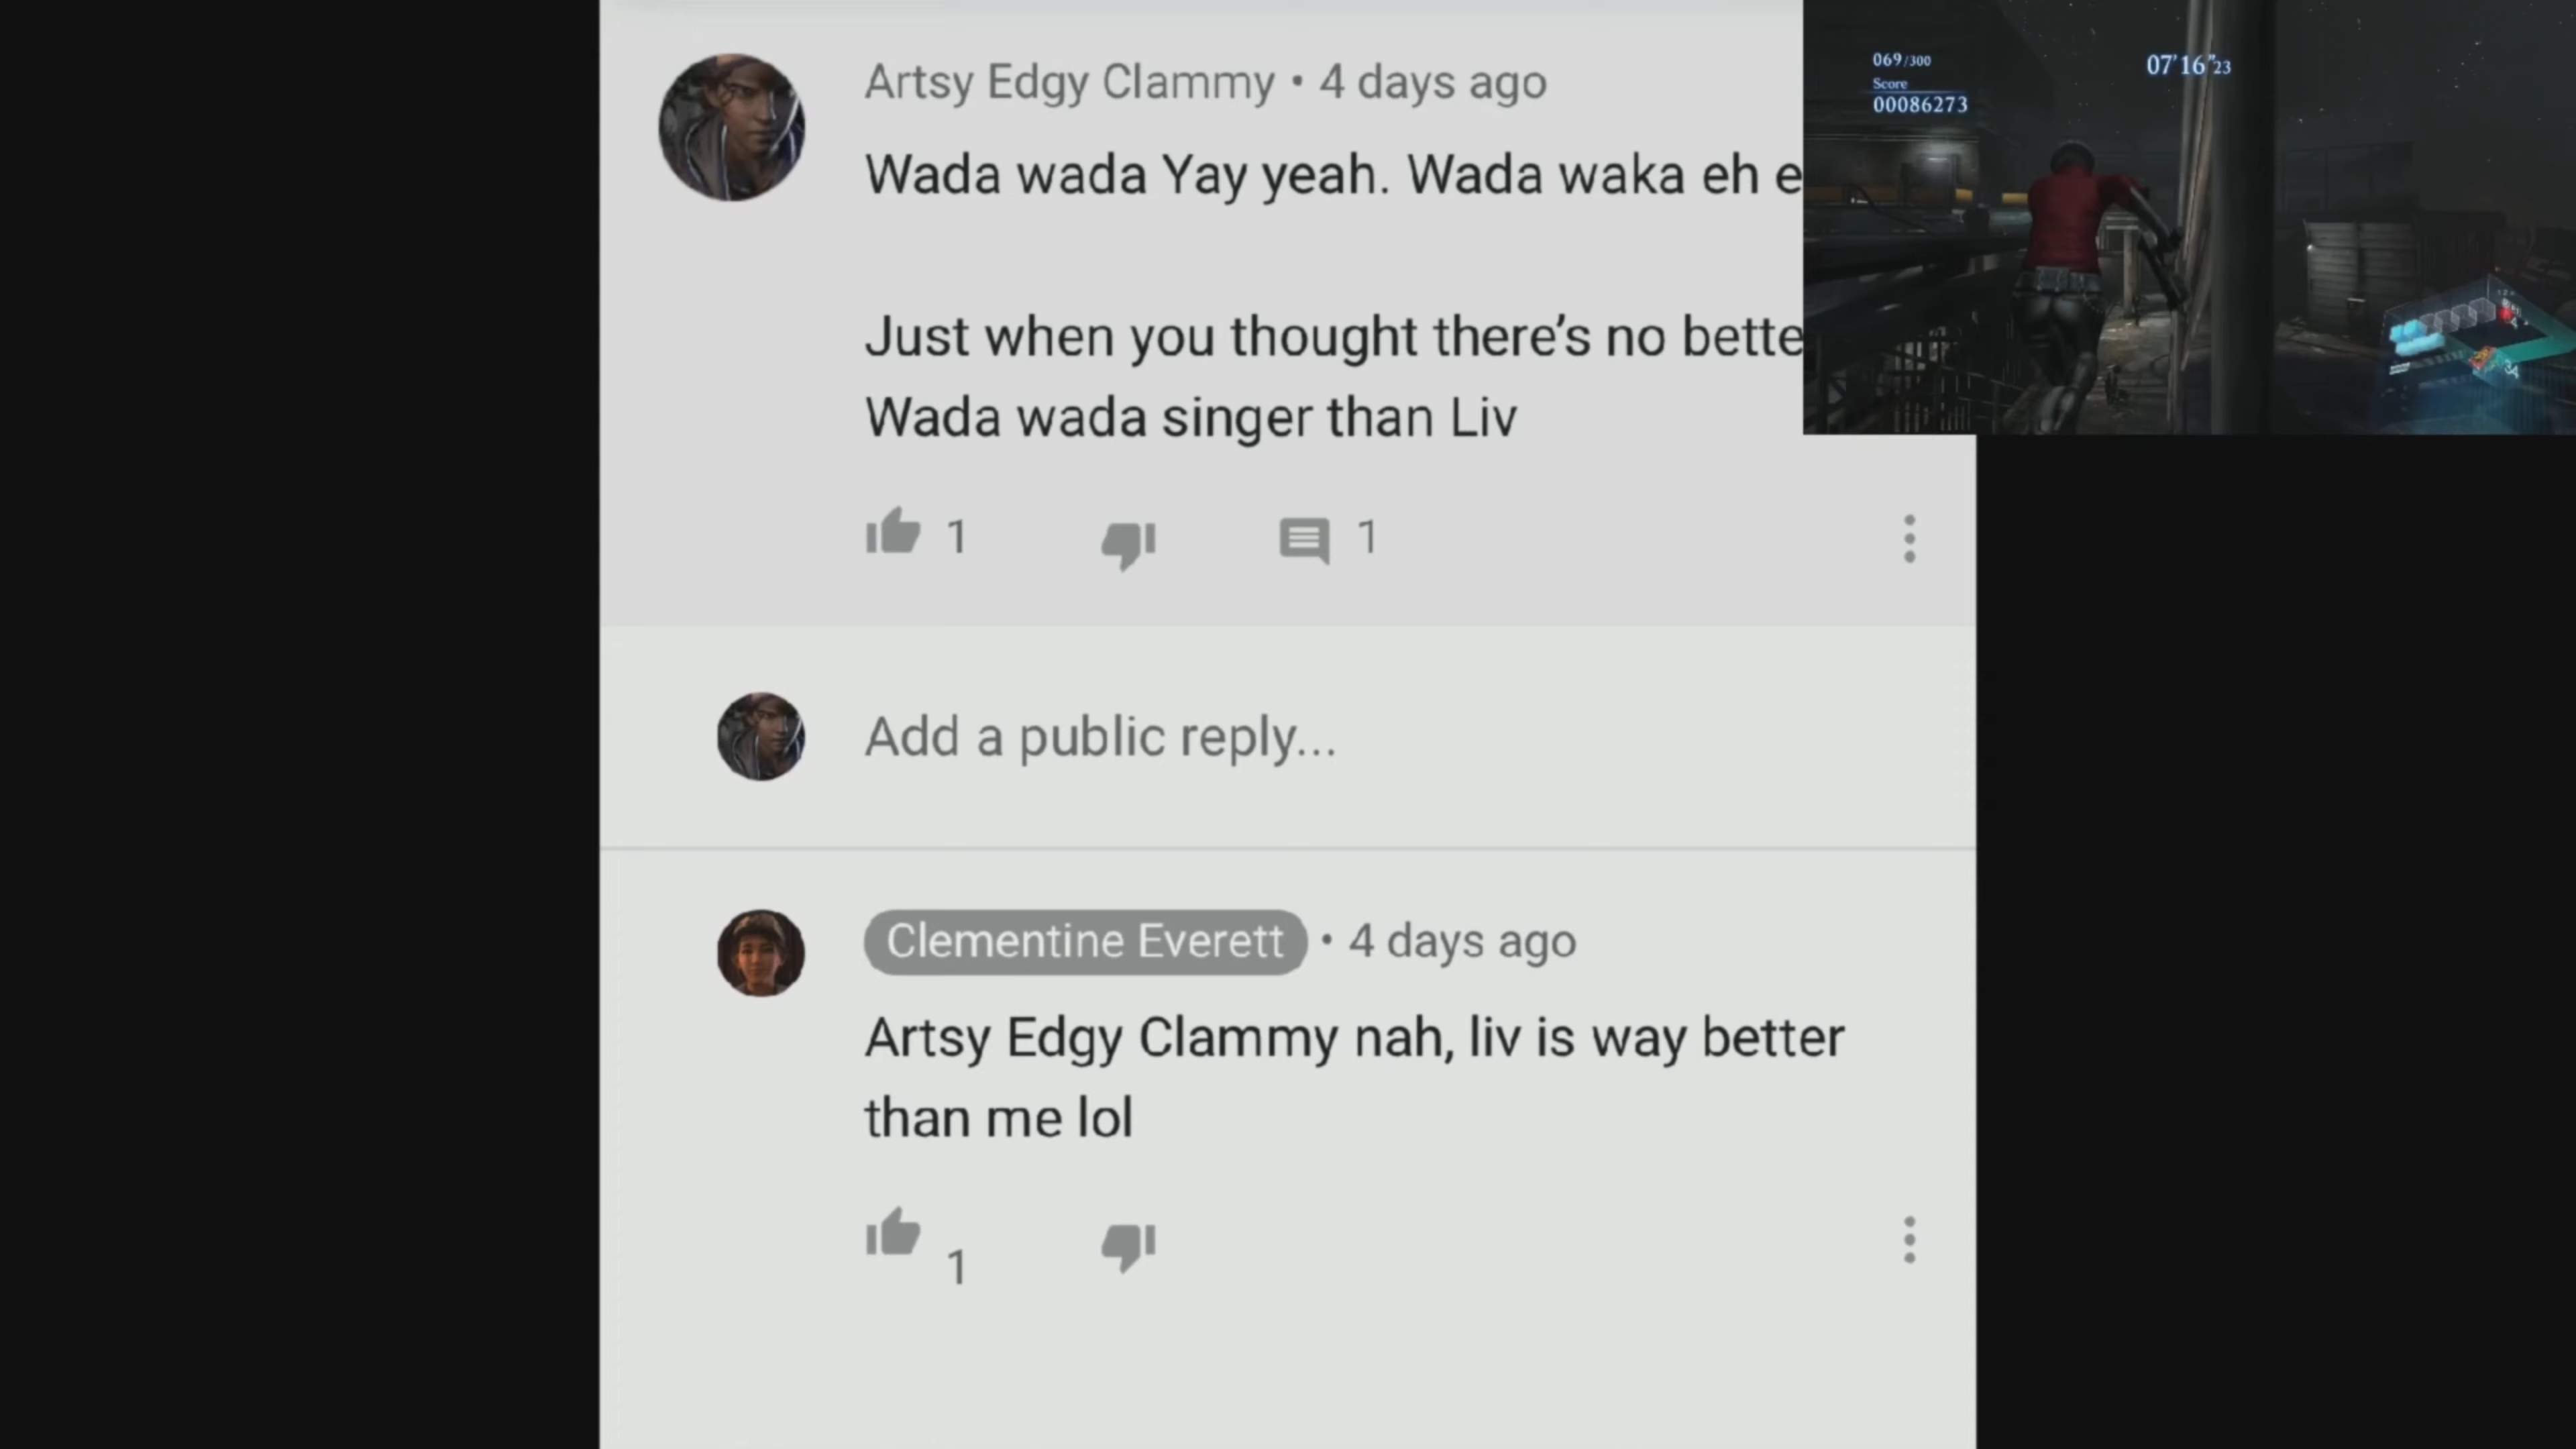 Artsy Edgy Clammy • 4 days ago
Wada wada Yay yeah. Wada waka eh e
Just when you thought there's no bette
Wada wada singer than Liv
1
1
Add a public reply...
Clementine Everett • 4 days ago
Artsy Edgy Clammy nah, liv is way better
than me lol
1
069/300
07'16"23
Score
00086273